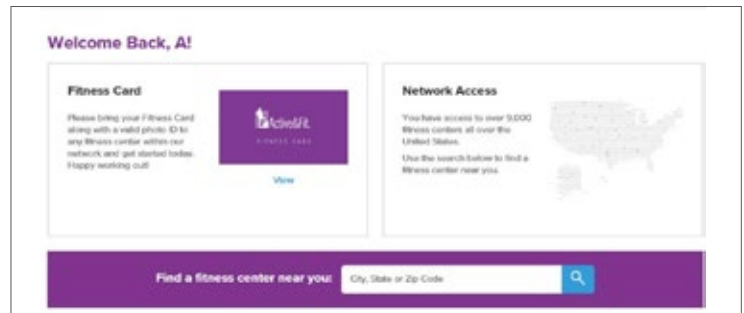 Welcome Back, A!
Fitness Card
Please bring your Fitness Card
along with a valid photo ID to
any fitness center within our
network and get started today.
Happy working out!
Active&Fit
FITNESS CARD
View
Network Access
You have access to over 9,000
fitness centers all over the
United States.
Use the search below to find a
fitness center near you.
Find a fitness center near you:
City, State or Zip Code